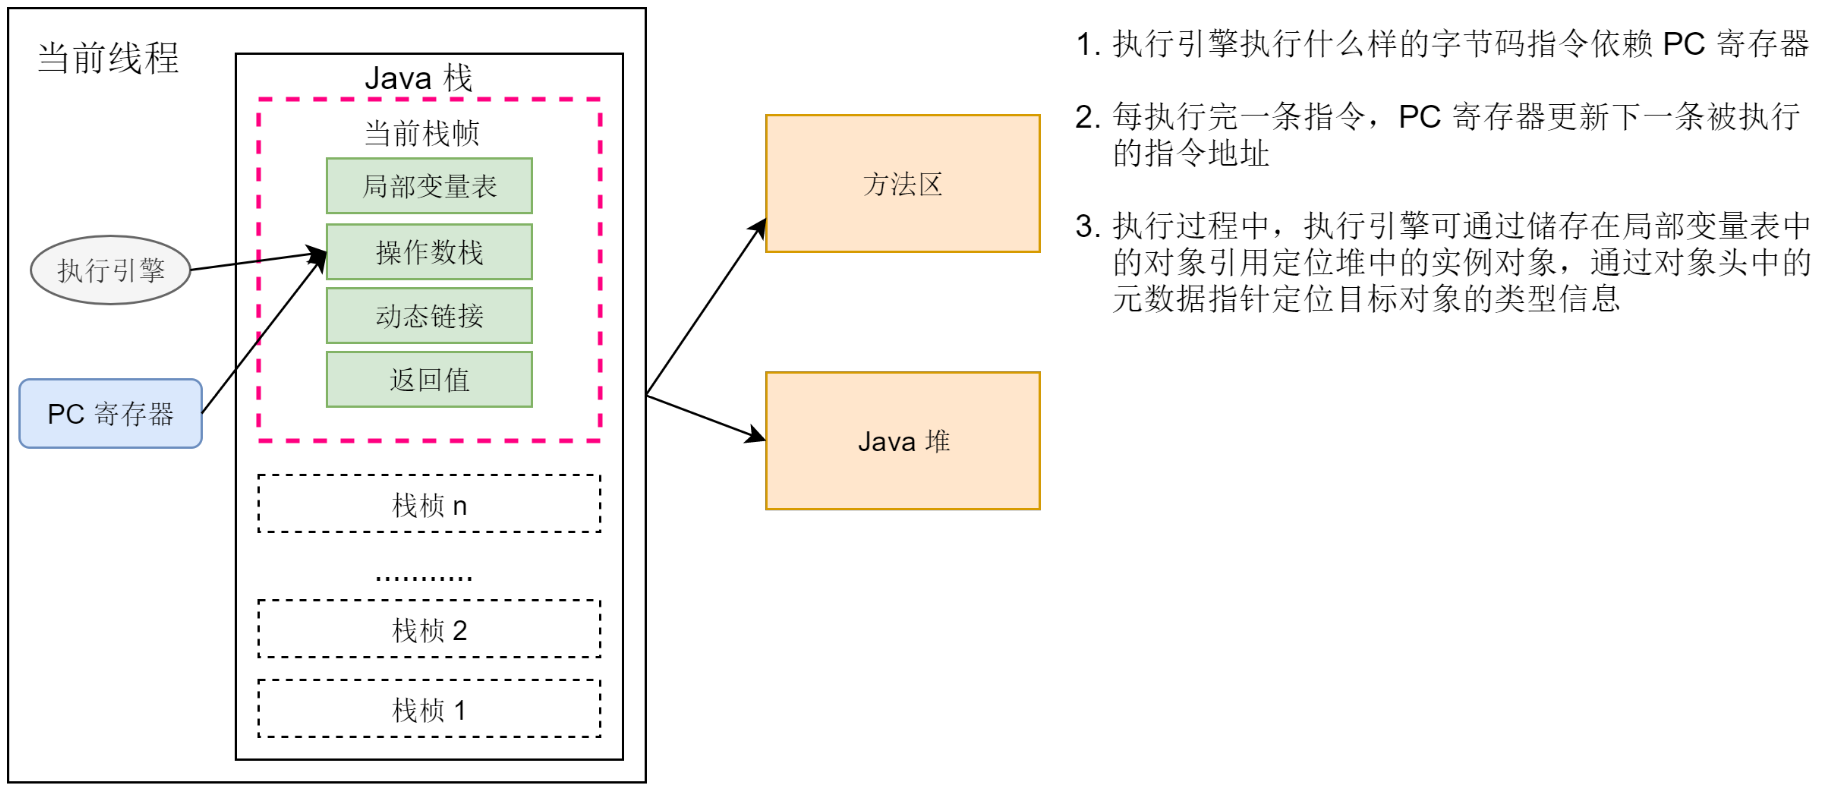 当前线程
Java 栈
当前栈帧
局部变量表
操作数栈
动态链接
返回值
执行引擎
PC 寄存器
栈桢 n
...........
栈桢 2
栈桢 1
方法区
Java 堆
1. 执行引擎执行什么样的字节码指令依赖 PC 寄存器
2. 每执行完一条指令，PC 寄存器更新下一条被执行
的指令地址
3. 执行过程中，执行引擎可通过储存在局部变量表中
的对象引用定位堆中的实例对象，通过对象头中的
元数据指针定位目标对象的类型信息